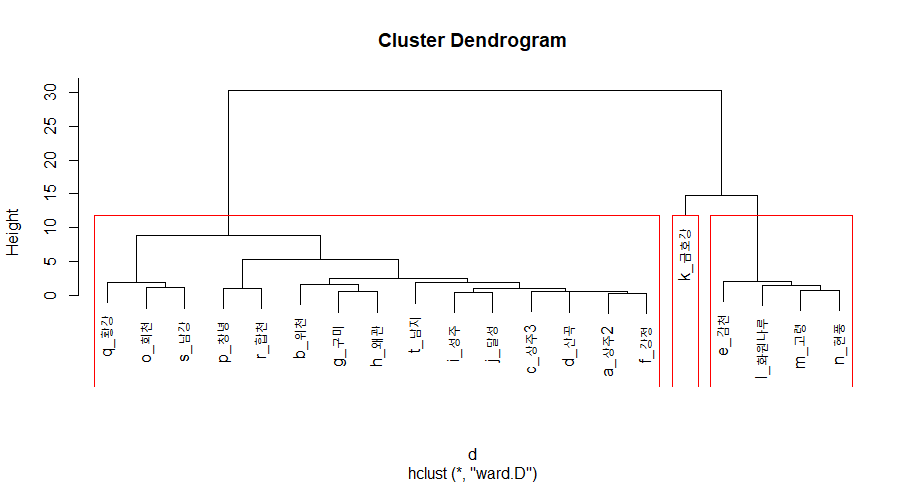 Cluster Dendrogram
Height
30
25
20
15
10
5
0
q_황강
o_회천
s_남강
p_창녕
r_합천
b_위천
g_구미
h_왜관
t_남지
i_성주
j_달성
c_상주3
d_산곡
a_상주2
f_강정
k_금호강
e_김천
l_화원나루
m_고령
n_현풍
d
hclust (*, "ward.D")